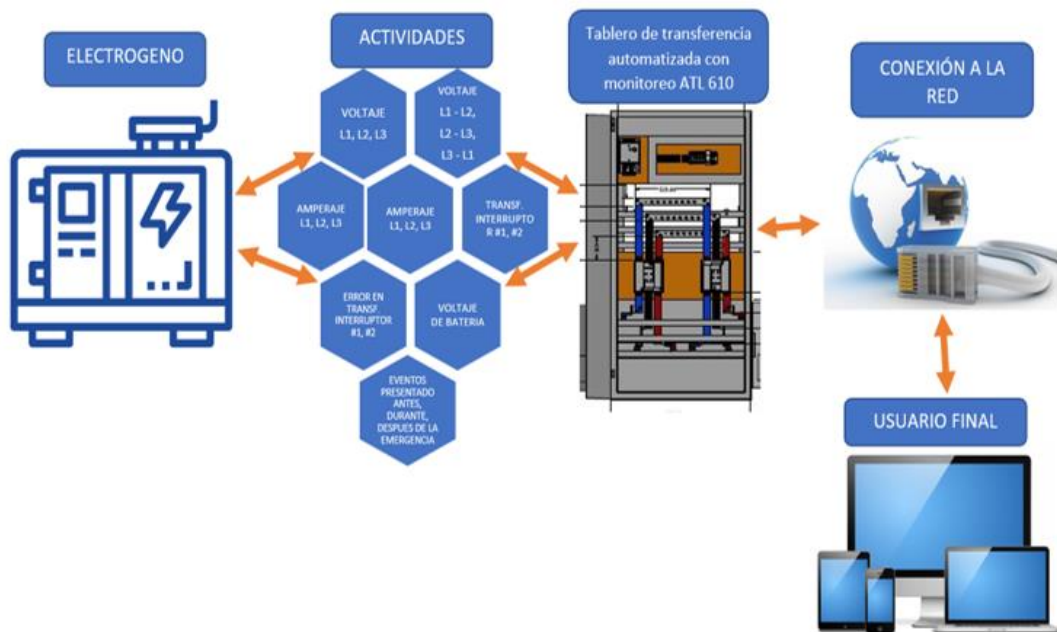 ELECTROGENO
ACTIVIDADES
Tablero de transferencia
automatizada con
monitoreo ATL 610
CONEXIÓN A LA
RED
VOLTAJE
L1, L2, L3
VOLTAJE
L1 - L2,
L2 - L3,
L3 - L1
AMPERAJE
L1, L2, L3
AMPERAJE
L1, L2, L3
TRANSF.
INTERRUPTO
R #1, #2
ERROR EN
TRANSF.
INTERRUPTOR
#1, #2
VOLTAJE
DE BATERIA
EVENTOS
PRESENTADO
ANTES,
DURANTE,
DESPUES DE LA
EMERGENCIA
USUARIO FINAL